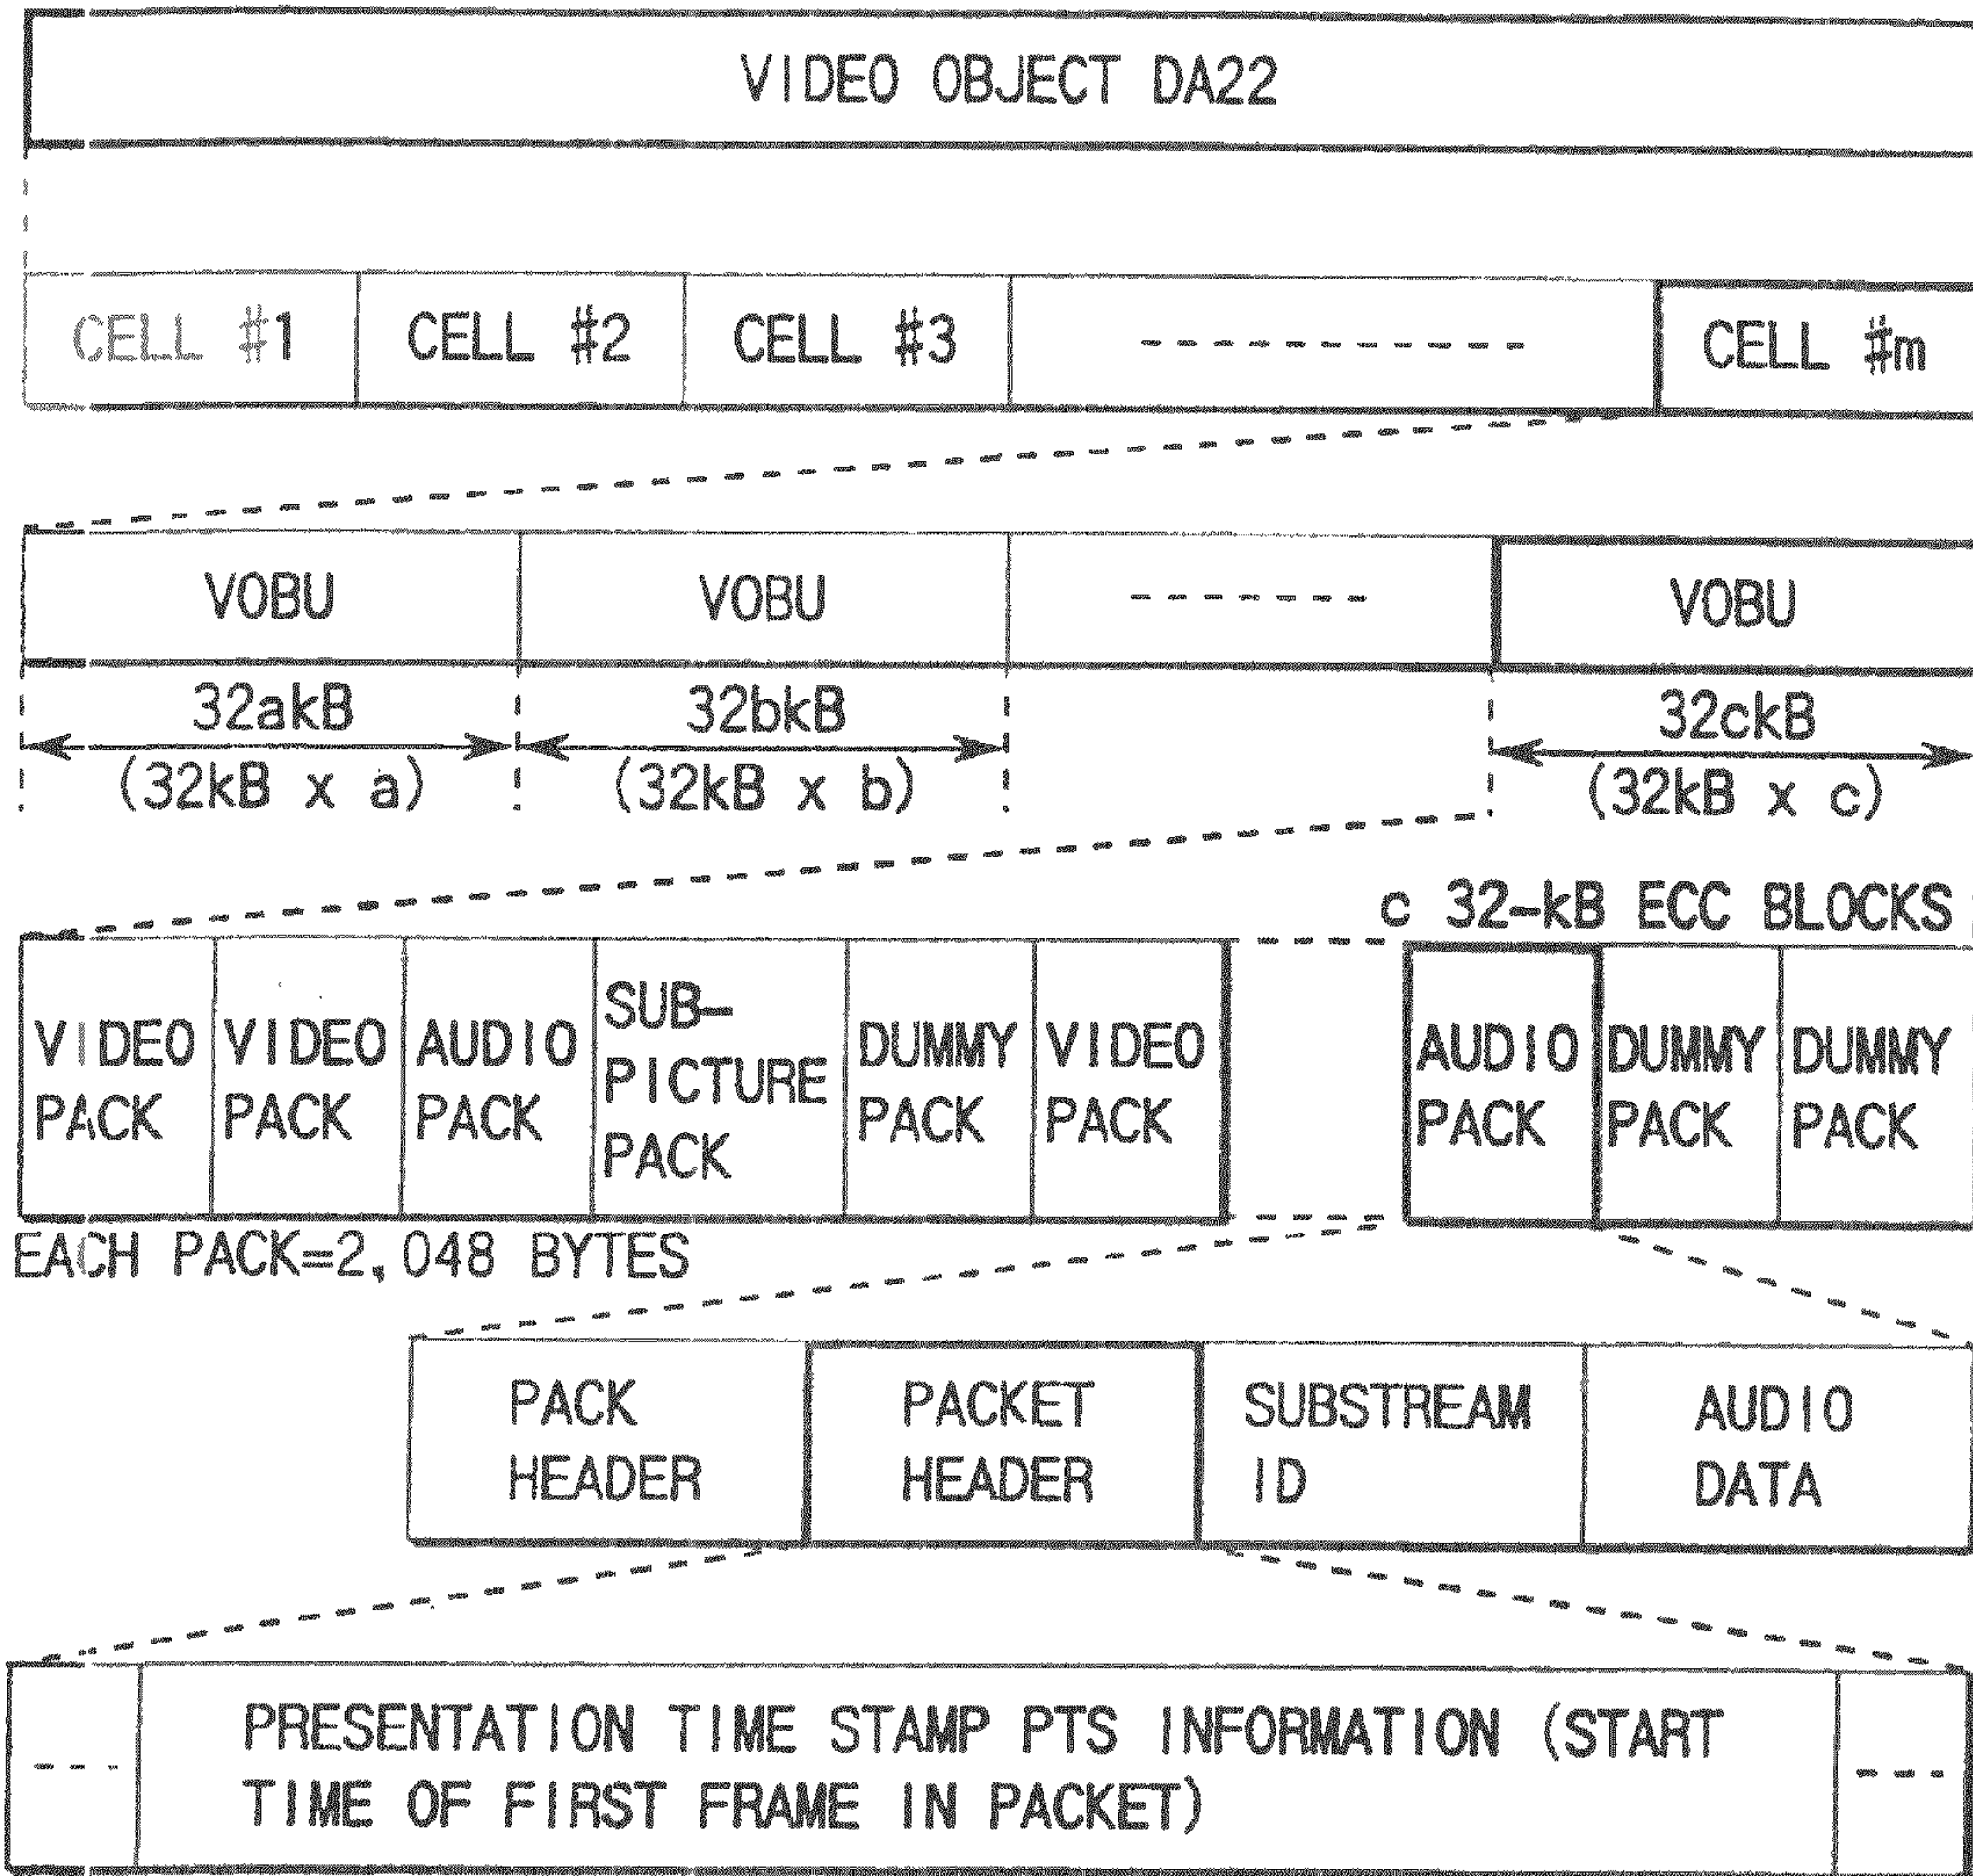 VIDEO OBJECT DA22
CELL #1 CELL #2 CELL #3 ------------ CELL #m
VOBU VOBU -------- VOBU
32akB 32bkB 32ckB
(32kB x a) (32kB x b) (32kB x c)
c 32-kB ECC BLOCKS
VIDEO PACK
VIDEO PACK
AUDIO PACK
SUB-
PICTURE
PACK
DUMMY PACK
VIDEO PACK
AUDIO PACK
DUMMY PACK
DUMMY PACK
EACH PACK=2,048 BYTES
PACK
HEADER
PACKET
HEADER
SUBSTREAM
ID
AUDIO
DATA
--- PRESENTATION TIME STAMP PTS INFORMATION (START ---
TIME OF FIRST FRAME IN PACKET)